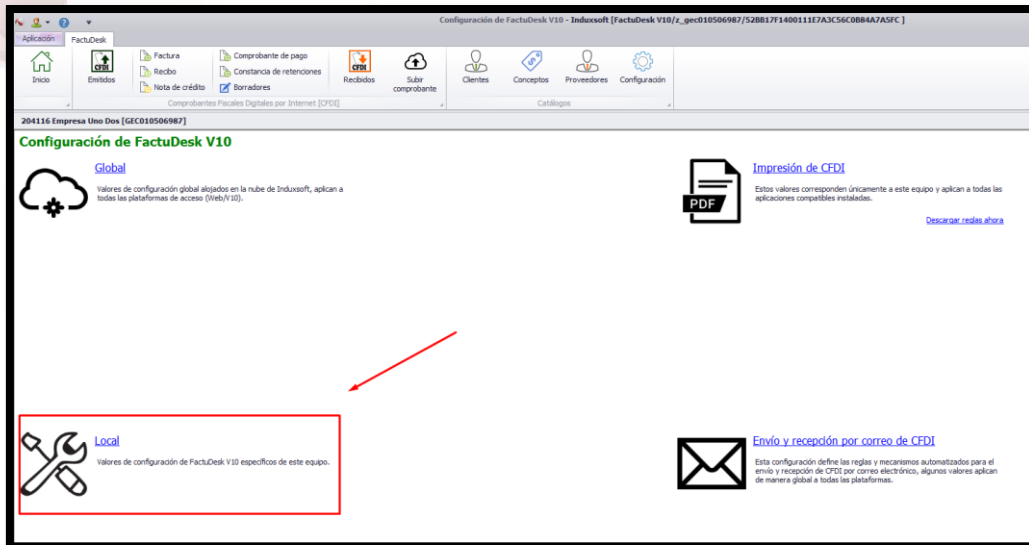 Configuración de FactuDesk V10 - Induxsoft [FactuDesk V10/z_gec010506987/52BB17F1400111E7A3C56C0BB4A7A5FC ]
Aplicación FactuDesk
Inicio
Emitidos
Factura
Recibo
Nota de crédito
Comprobante de pago
Constancia de retenciones
Borradores
Recibidos
Subir comprobante
Clientes
Conceptos
Proveedores
Configuración
Comprobantes Fiscales Digitales por Internet [CFDI]
Catálogos
204116 Empresa Uno Dos [GEC010506987]
Configuración de FactuDesk V10
Global
Valores de configuración global alojados en la nube de Induxsoft, aplican a
todas las plataformas de acceso (Web/V10).
PDF
Impresión de CFDI
Estos valores corresponden únicamente a este equipo y aplican a todas las
aplicaciones compatibles instaladas.
Descargar reglas ahora
Local
Valores de configuración de FactuDesk V10 específicos de este equipo.
Envío y recepción por correo de CFDI
Esta configuración define las reglas y mecanismos automatizados para el
envío y recepción de CFDI por correo electrónico, algunos valores aplican
de manera global a todas las plataformas.